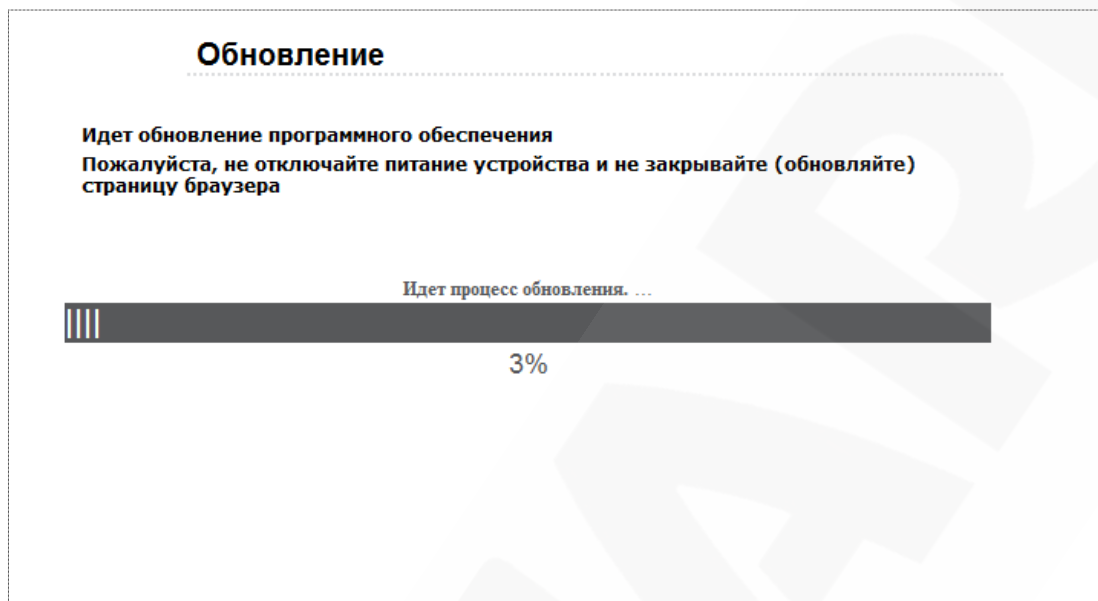 Обновление
Идет обновление программного обеспечения
Пожалуйста, не отключайте питание устройства и не закрывайте (обновляйте)
страницу браузера
Идет процесс обновления. ...
3%